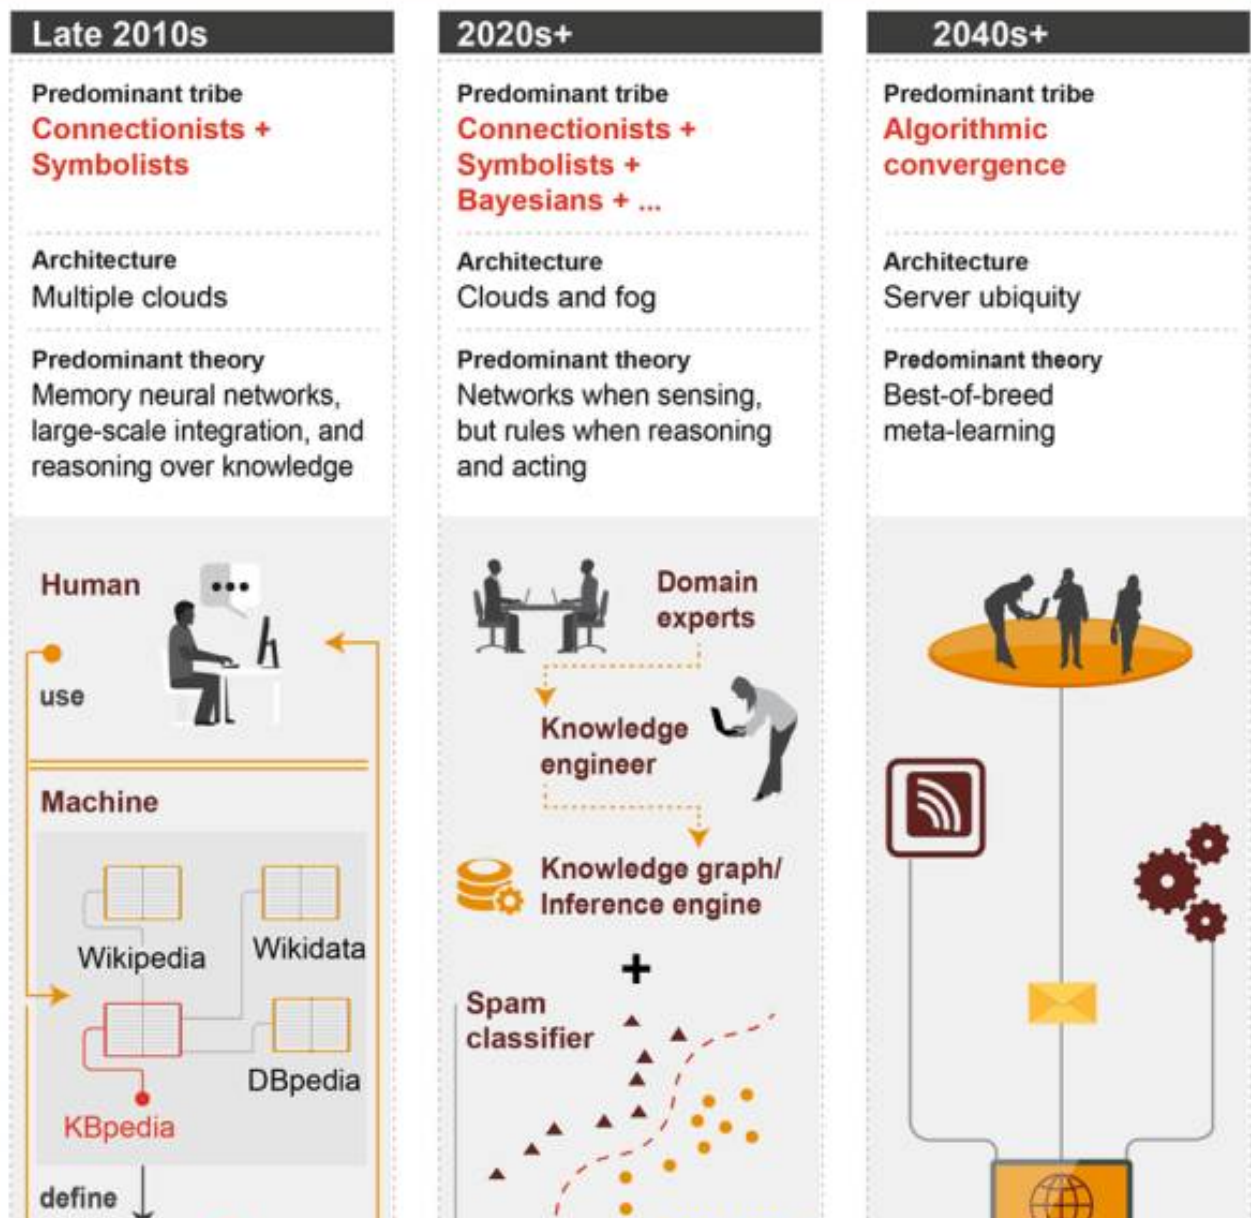 Late 2010s
Predominant tribe
Connectionists +
Symbolists
Architecture
Multiple clouds
Predominant theory
Memory neural networks,
large-scale integration, and
reasoning over knowledge
Human
use
Machine
Wikipedia
Wikidata
DBpedia
KBpedia
define
2020s+
Predominant tribe
Connectionists +
Symbolists +
Bayesians + ...
Architecture
Clouds and fog
Predominant theory
Networks when sensing,
but rules when reasoning
and acting
Domain
experts
Knowledge
engineer
Knowledge graph/
Inference engine
+
Spam
classifier
2040s+
Predominant tribe
Algorithmic
convergence
Architecture
Server ubiquity
Predominant theory
Best-of-breed
meta-learning